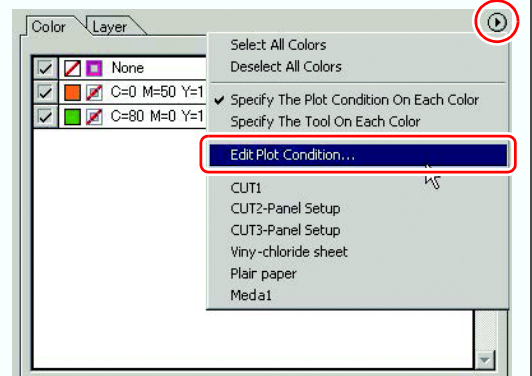 Color Layer
None
C=0 M=50 Y=1
C=80 M=0 Y=1
Select All Colors
Deselect All Colors
Specify The Plot Condition On Each Color
Specify The Tool On Each Color
Edit Plot Condition...
CUT1
CUT2-Panel Setup
CUT3-Panel Setup
Viny-chloride sheet
Plair paper
Meda1